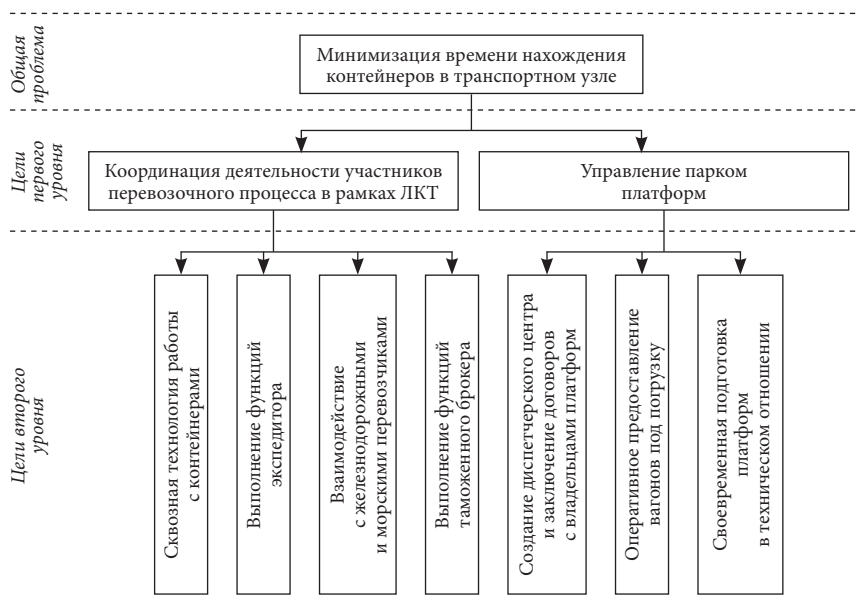 Общая
проблема
Минимизация времени нахождения
контейнеров в транспортном узле
Цели
первого
уровня
Координация деятельности участников
перевозочного процесса в рамках ЛКТ
Управление парком
платформ
Цели второго
уровня
Сквозная технология работы
с контейнерами
Выполнение функций
экспедитора
Взаимодействие
с железнодорожными
и морскими перевозчиками
Выполнение функций
таможенного брокера
Создание диспетчерского центра
и заключение договоров
с владельцами платформ
Оперативное предоставление
вагонов под погрузку
Своевременная подготовка
платформ
в техническом отношении